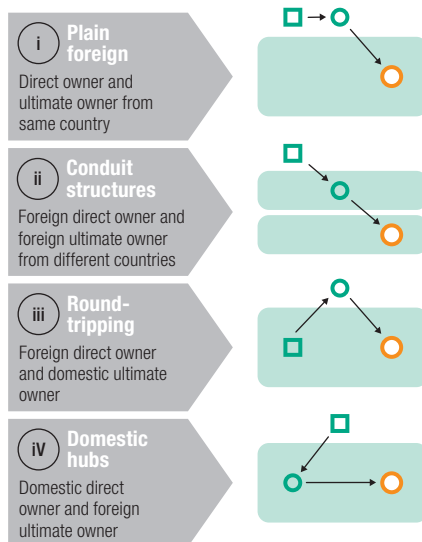 i
Plain
foreign
Direct owner and
ultimate owner from
same country
ii
Conduit
structures
Foreign direct owner and
foreign ultimate owner
from different countries
iii
Round-
tripping
Foreign direct owner
and domestic ultimate
owner
iV
Domestic
hubs
Domestic direct
owner and foreign
ultimate owner